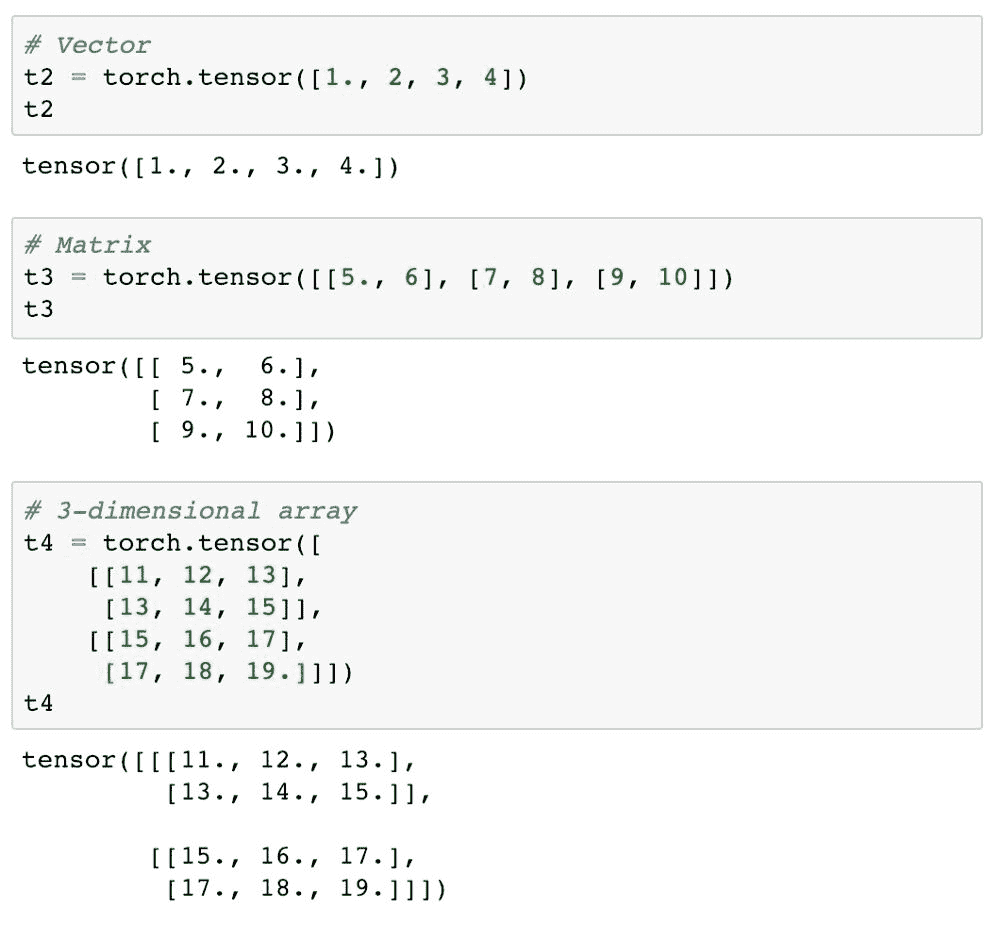 # Vector
t2 = torch.tensor([1., 2, 3, 4])
t2
tensor([1., 2., 3., 4.])
# Matrix
t3 = torch.tensor([[5., 6], [7, 8], [9, 10]])
t3
tensor([[ 5.,  6.],
        [ 7.,  8.],
        [ 9., 10.]])
# 3-dimensional array
t4 = torch.tensor([
    [[11, 12, 13],
     [13, 14, 15]],
    [[15, 16, 17],
     [17, 18, 19.]]])
t4
tensor([[[11., 12., 13.],
         [13., 14., 15.]],
        [[15., 16., 17.],
         [17., 18., 19.]]])